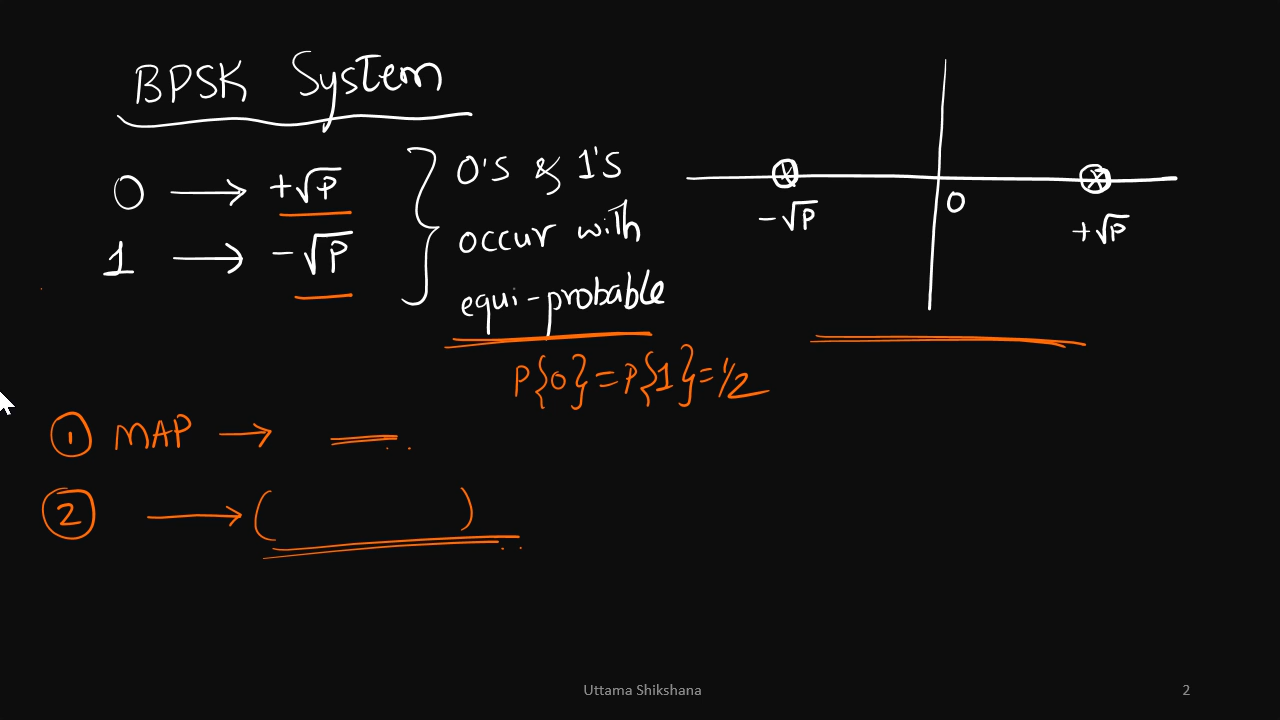 BPSK System
0 → +√P
1 → -√P
0's & 1's
occur with
equi-probable
P{0}=P{1}=1/2
-√P
0
+√P
① MAP →
② → ( )
Uttama Shikshana
2